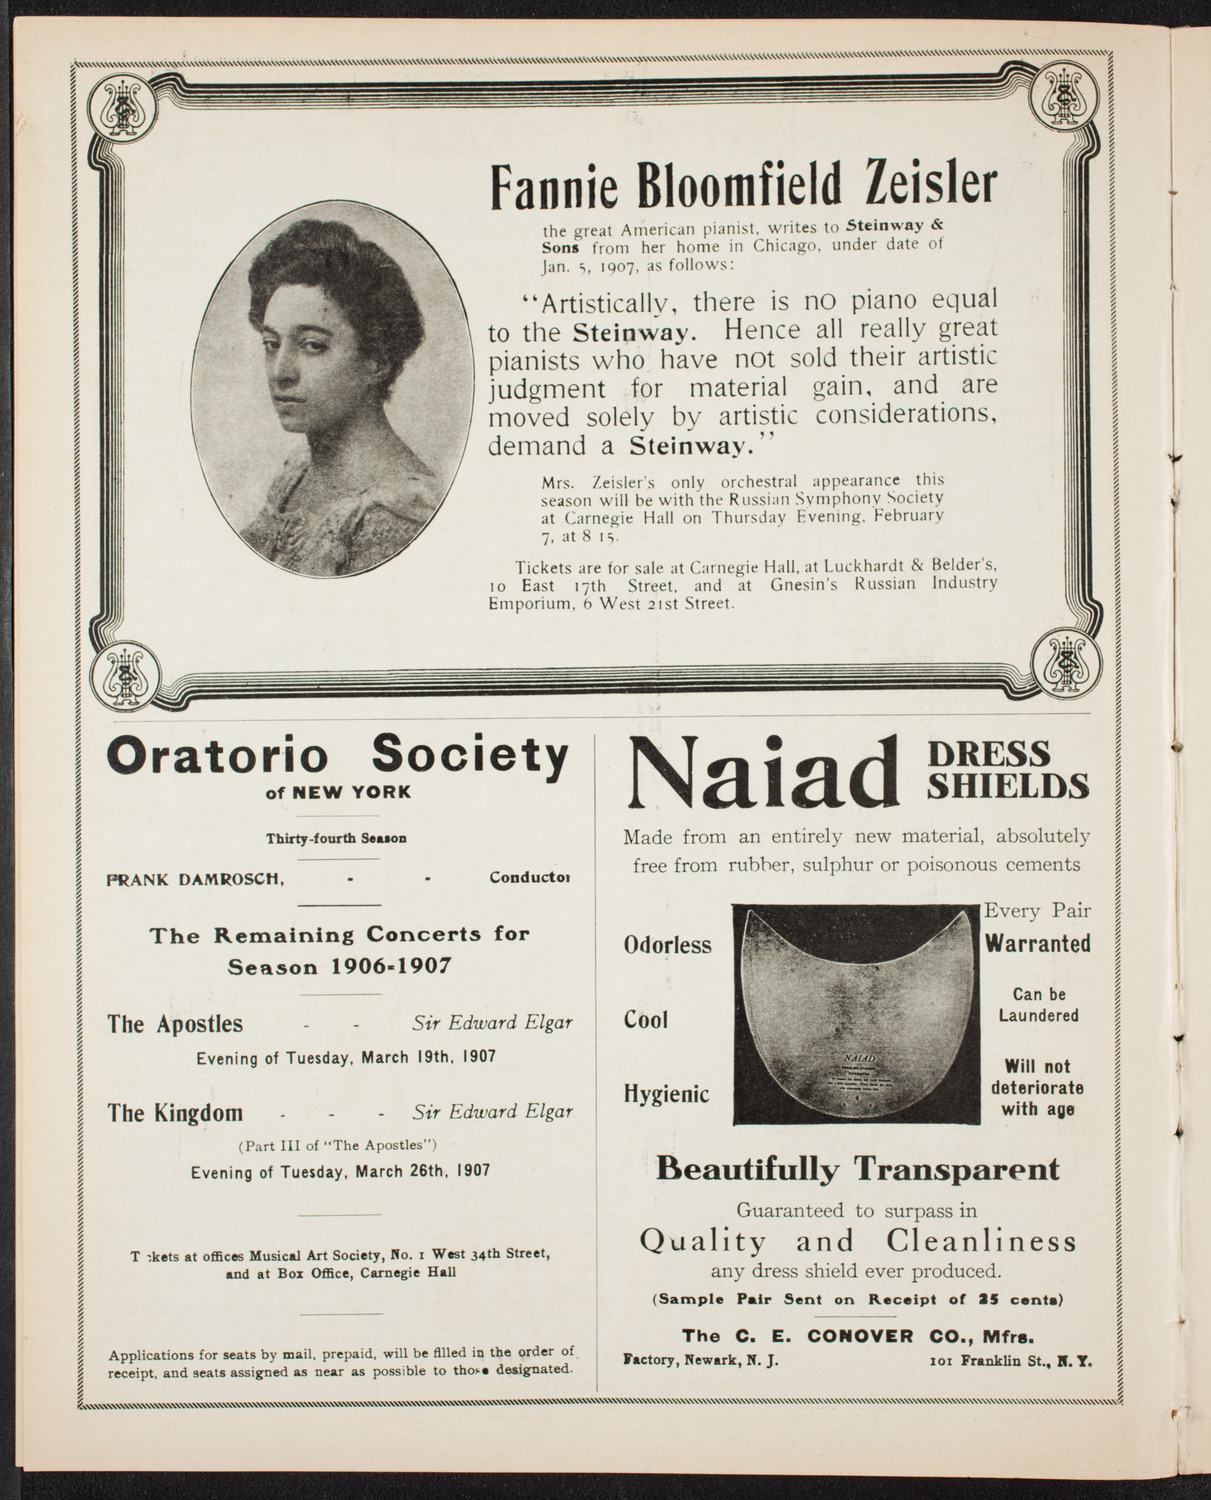 Fannie Bloomfield Zeisler
the great American pianist, writes to Steinway &
Sons from her home in Chicago, under date of
Jan. 5, 1907, as follows:
“Artistically, there is no piano equal
to the Steinway. Hence all really great
pianists who have not sold their artistic
judgment for material gain, and are
moved solely by artistic considerations,
demand a Steinway.”
Mrs. Zeisler's only orchestral appearance this
season will be with the Russian Symphony Society
at Carnegie Hall on Thursday Evening, February
7, at 8 15.
Tickets are for sale at Carnegie Hall, at Luckhardt & Belder's,
10 East 17th Street, and at Gnesin's Russian Industry
Emporium, 6 West 21st Street.
Oratorio Society
of NEW YORK
Thirty-fourth Season
FRANK DAMROSCH, - - Conductor
The Remaining Concerts for
Season 1906-1907
The Apostles - - Sir Edward Elgar
Evening of Tuesday, March 19th, 1907
The Kingdom - - - Sir Edward Elgar
(Part III of “The Apostles”)
Evening of Tuesday, March 26th, 1907
T ckets at offices Musical Art Society, No. 1 West 34th Street,
and at Box Office, Carnegie Hall
Applications for seats by mail, prepaid, will be filled in the order of
receipt, and seats assigned as near as possible to those designated.
Naiad DRESS
SHIELDS
Made from an entirely new material, absolutely
free from rubber, sulphur or poisonous cements
Odorless
Cool
Hygienic
NAIAD
Every Pair
Warranted
Can be
Laundered
Will not
deteriorate
with age
Beautifully Transparent
Guaranteed to surpass in
Quality and Cleanliness
any dress shield ever produced.
(Sample Pair Sent on Receipt of 25 cents)
The C. E. CONOVER CO., Mfrs.
Factory, Newark, N. J. 101 Franklin St., N. Y.